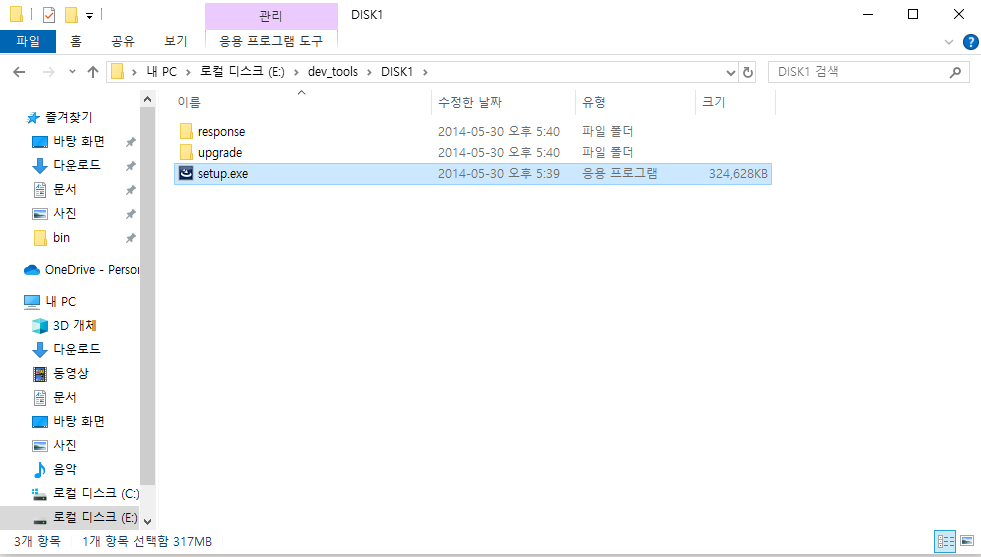 관리 DISK1
파일 홈 공유 보기 응용 프로그램 도구
내 PC 로컬 디스크 (E:) dev_tools DISK1 DISK1 검색
이름 수정한 날짜 유형 크기
response 2014-05-30 오후 5:40 파일 폴더
upgrade 2014-05-30 오후 5:40 파일 폴더
setup.exe 2014-05-30 오후 5:39 응용 프로그램 324,628KB
즐겨찾기
바탕 화면
다운로드
문서
사진
bin
OneDrive - Person
내 PC
3D 개체
다운로드
동영상
문서
바탕 화면
사진
음악
로컬 디스크 (C:)
로컬 디스크 (E:)
3개 항목 1개 항목 선택함 317MB